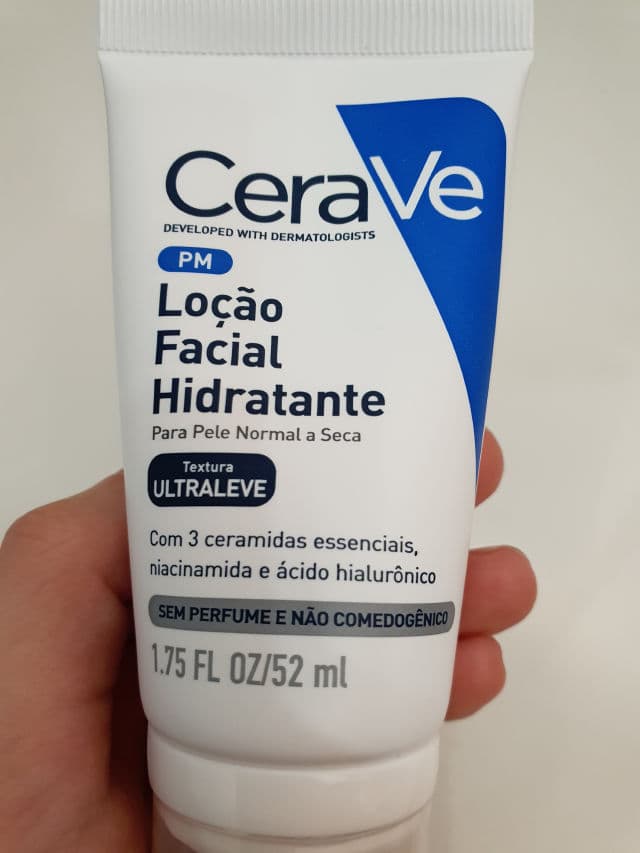 CeraVe
DEVELOPED WITH DERMATOLOGISTS
PM
Loção
Facial
Hidratante
Para Pele Normal a Seca
Textura
ULTRALEVE
Com 3 ceramidas essenciais,
niacinamida e ácido hialurônico
SEM PERFUME E NÃO COMEDOGÊNICO
1.75 FL OZ/52 ml